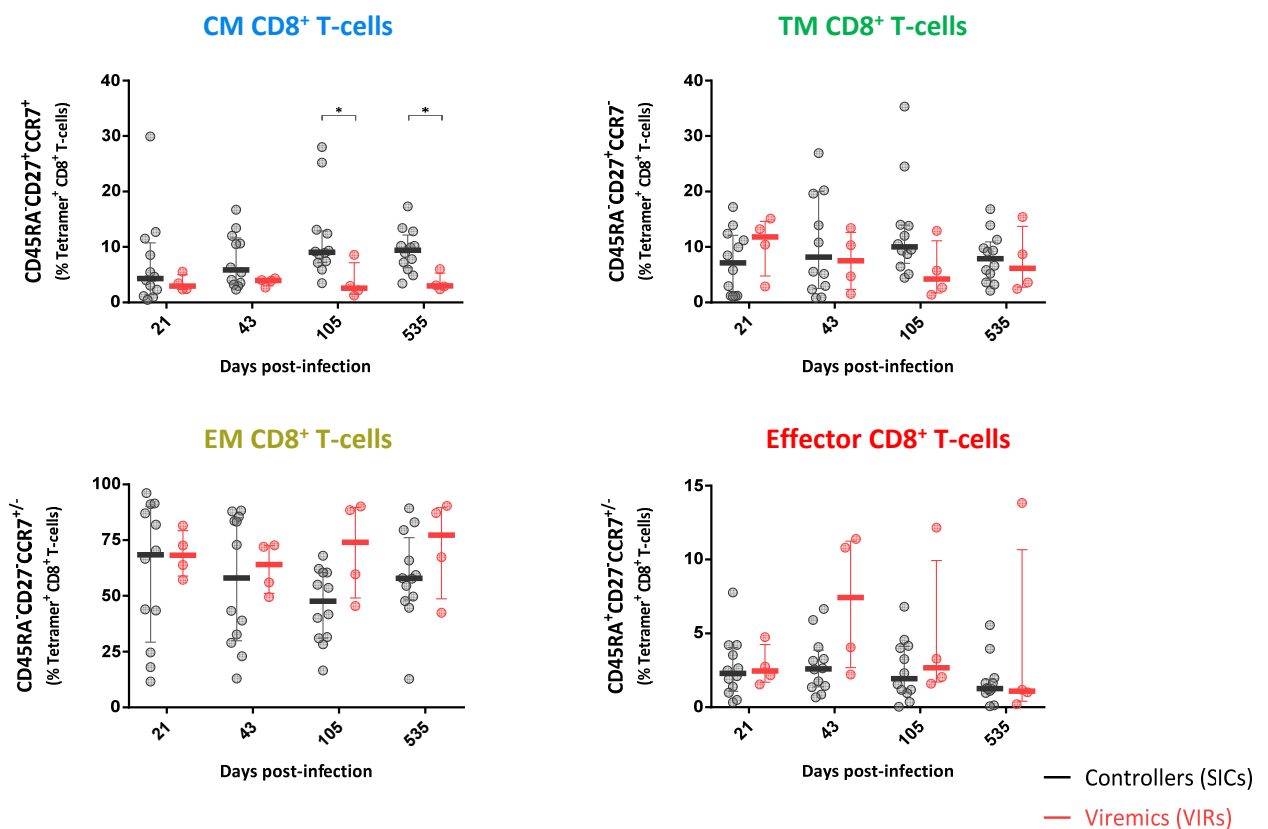 CM CD8⁺ T-cells
CD45RA⁻CD27⁺CCR7⁺
(% Tetramer⁺ CD8⁺ T-cells)
40
30
20
10
0
* *
21 43 105 535
Days post-infection
TM CD8⁺ T-cells
CD45RA⁻CD27⁺CCR7⁻
(% Tetramer⁺ CD8⁺ T-cells)
40
30
20
10
0
21 43 105 535
Days post-infection
EM CD8⁺ T-cells
CD45RA⁻CD27⁻CCR7⁺/⁻
(% Tetramer⁺ CD8⁺ T-cells)
100
75
50
25
0
21 43 105 535
Days post-infection
Effector CD8⁺ T-cells
CD45RA⁺CD27⁻CCR7⁺/⁻
(% Tetramer⁺ CD8⁺ T-cells)
15
10
5
0
21 43 105 535
Days post-infection
Controllers (SICs)
Viremics (VIRs)